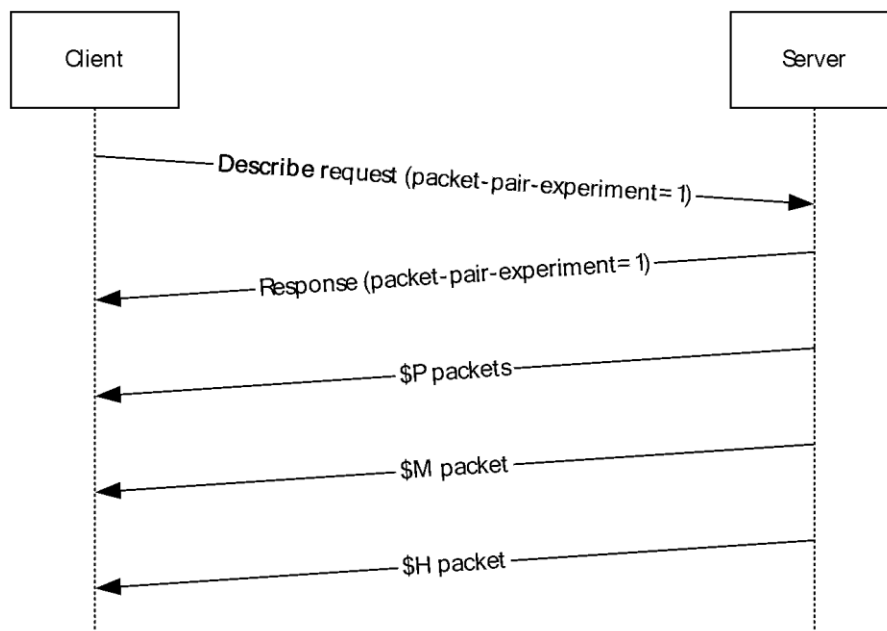 Client
Server
Describe request (packet-pair-experiment= 1)
Response (packet-pair-experiment= 1)
$P packets
$M packet
$H packet